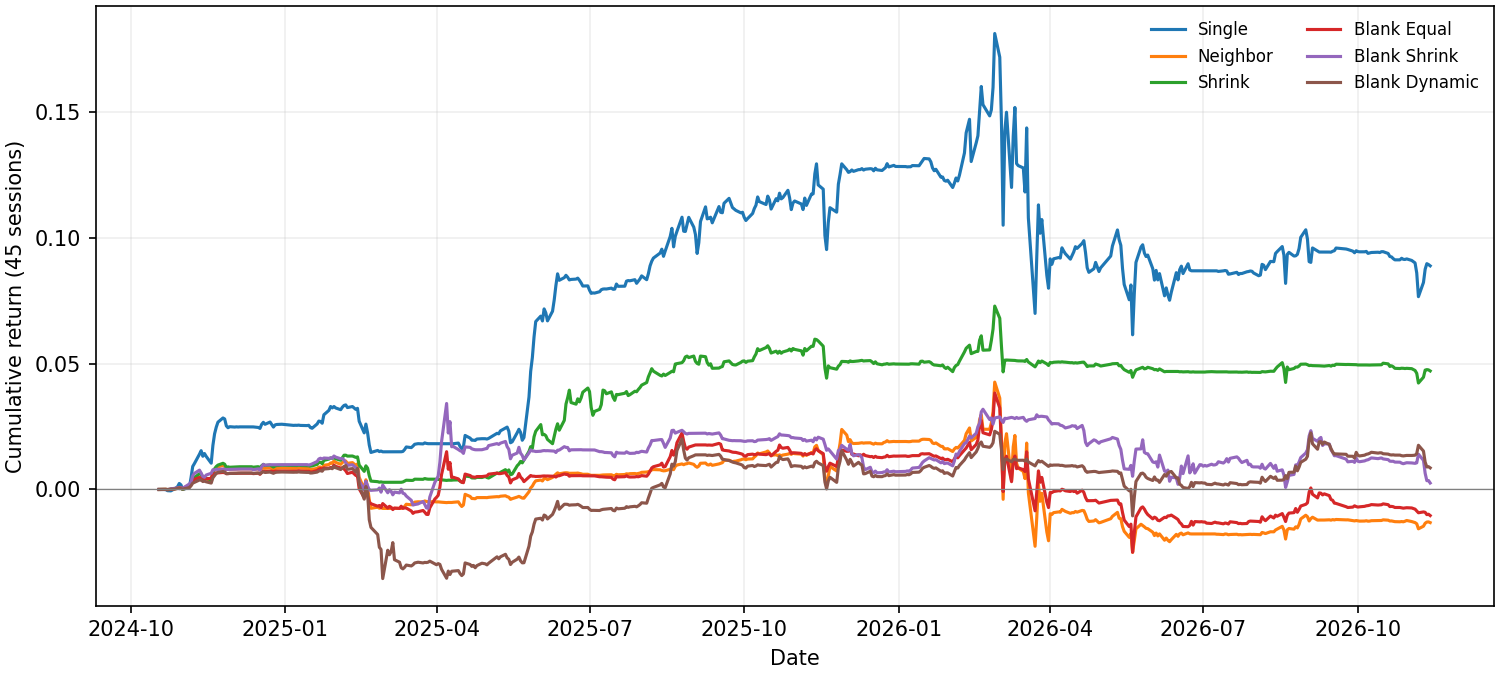 Single
Neighbor
Shrink
Blank Equal
Blank Shrink
Blank Dynamic
Cumulative return (45 sessions)
0.15
0.10
0.05
0.00
2024-10 2025-01 2025-04 2025-07 2025-10 2026-01 2026-04 2026-07 2026-10
Date